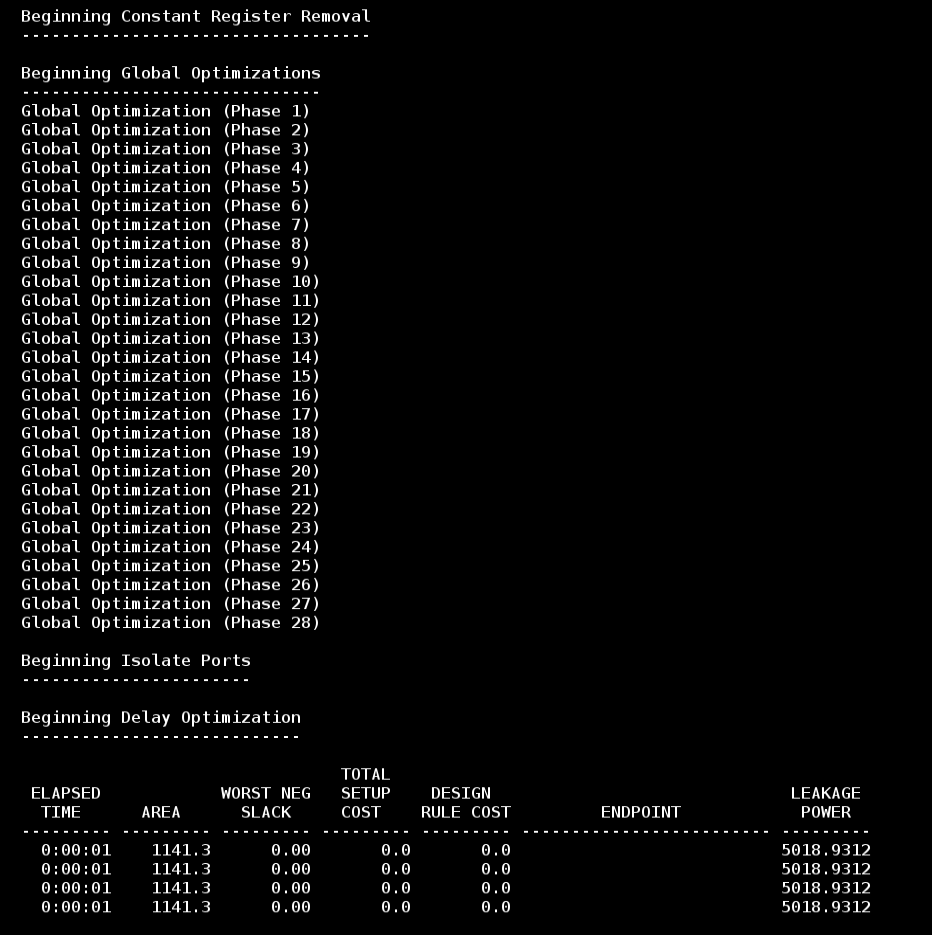 Beginning Constant Register Removal
-----------------------------------
Beginning Global Optimizations
------------------------------
Global Optimization (Phase 1)
Global Optimization (Phase 2)
Global Optimization (Phase 3)
Global Optimization (Phase 4)
Global Optimization (Phase 5)
Global Optimization (Phase 6)
Global Optimization (Phase 7)
Global Optimization (Phase 8)
Global Optimization (Phase 9)
Global Optimization (Phase 10)
Global Optimization (Phase 11)
Global Optimization (Phase 12)
Global Optimization (Phase 13)
Global Optimization (Phase 14)
Global Optimization (Phase 15)
Global Optimization (Phase 16)
Global Optimization (Phase 17)
Global Optimization (Phase 18)
Global Optimization (Phase 19)
Global Optimization (Phase 20)
Global Optimization (Phase 21)
Global Optimization (Phase 22)
Global Optimization (Phase 23)
Global Optimization (Phase 24)
Global Optimization (Phase 25)
Global Optimization (Phase 26)
Global Optimization (Phase 27)
Global Optimization (Phase 28)
Beginning Isolate Ports
-----------------------
Beginning Delay Optimization
----------------------------
                                TOTAL
 ELAPSED            WORST NEG   SETUP    DESIGN                              LEAKAGE
  TIME      AREA      SLACK     COST    RULE COST         ENDPOINT            POWER
--------- --------- --------- --------- --------- ------------------------- ---------
  0:00:01    1141.3      0.00       0.0       0.0                           5018.9312
  0:00:01    1141.3      0.00       0.0       0.0                           5018.9312
  0:00:01    1141.3      0.00       0.0       0.0                           5018.9312
  0:00:01    1141.3      0.00       0.0       0.0                           5018.9312